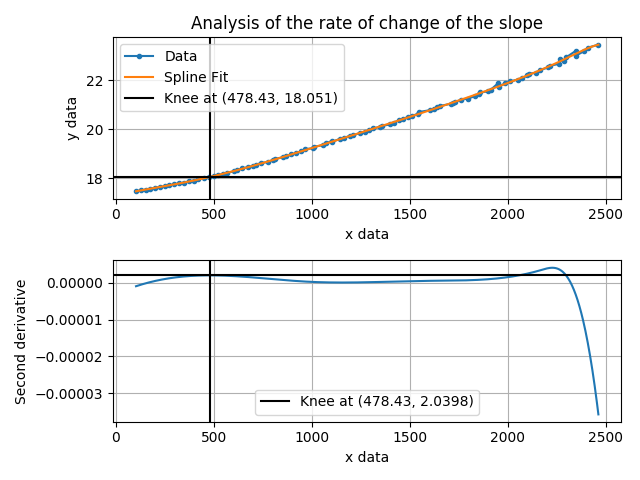 Analysis of the rate of change of the slope
Data
Spline Fit
Knee at (478.43, 18.051)
y data
22
20
18
0 500 1000 1500 2000 2500
x data
Second derivative
0.00000
−0.00001
−0.00002
−0.00003
Knee at (478.43, 2.0398)
0 500 1000 1500 2000 2500
x data